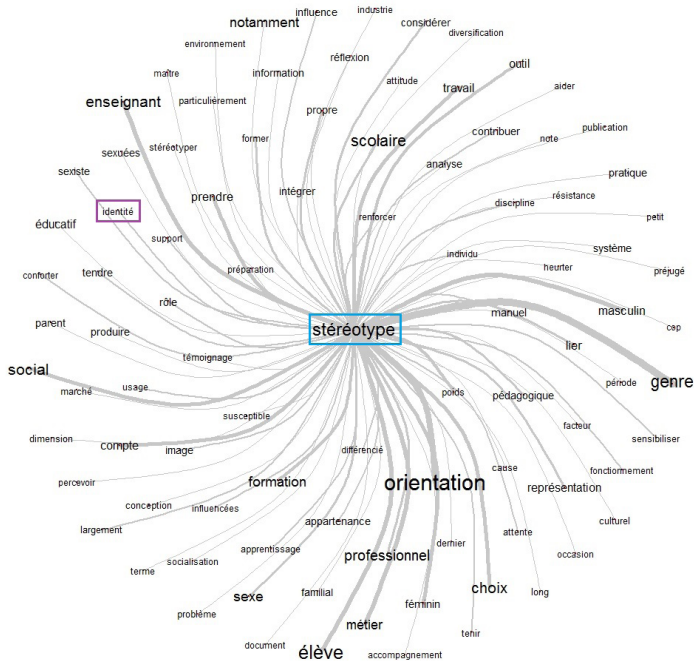 influence
industrie
notamment
considérer
diversification
environnement
réflexion
outil
maître
information
attitude
travail
aider
enseignant
particulièrement
propre
contribuer
publication
former
scolaire
note
sexuées
stéréotyper
analyse
sexiste
intégrer
pratique
prendre
discipline
résistance
identité
renforcer
petit
éducatif
support
individu
système
conforter
tendre
préparation
heurter
préjugé
rôle
manuel
masculin
parent
produire
stéréotype
cap
témoignage
lier
social
marché
usage
poids
pédagogique
période
genre
susceptible
facteur
dimension
compte
image
différencié
sensibiliser
percevoir
formation
orientation
cause
fonctionnement
représentation
conception
influencées
largement
appartenance
attente
culturel
apprentissage
professionnel
dernier
occasion
terme
socialisation
sexe
familial
féminin
choix
long
problème
métier
tenir
document
élève
accompagnement